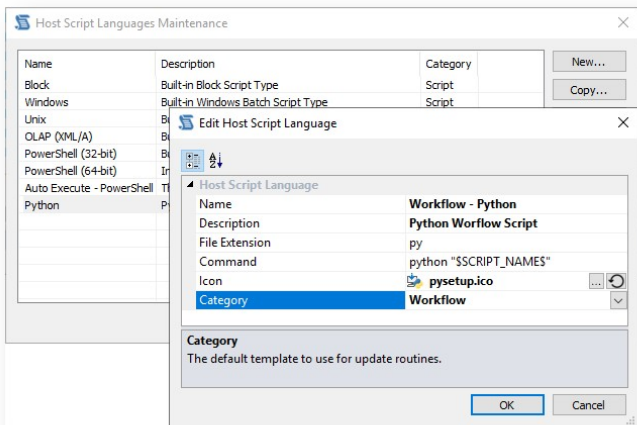 Host Script Languages Maintenance
Name Description Category
Block Built-in Block Script Type Script
Windows Built-in Windows Batch Script Type Script
Unix
OLAP (XML/A)
PowerShell (32-bit)
PowerShell (64-bit)
Auto Execute - PowerShell
Python
New...
Copy...
Edit Host Script Language
Host Script Language
Name Workflow - Python
Description Python Worflow Script
File Extension py
Command python "$SCRIPT_NAME$"
Icon pysetup.ico ...
Category Workflow
Category
The default template to use for update routines.
OK Cancel